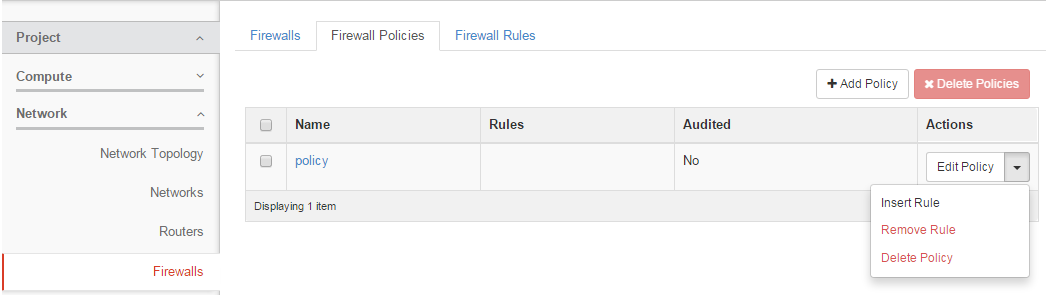 Project
Compute
Network
Network Topology
Networks
Routers
Firewalls
Firewalls Firewall Policies Firewall Rules
Add Policy Delete Policies
Name Rules Audited Actions
policy No Edit Policy
Displaying 1 item
Insert Rule
Remove Rule
Delete Policy